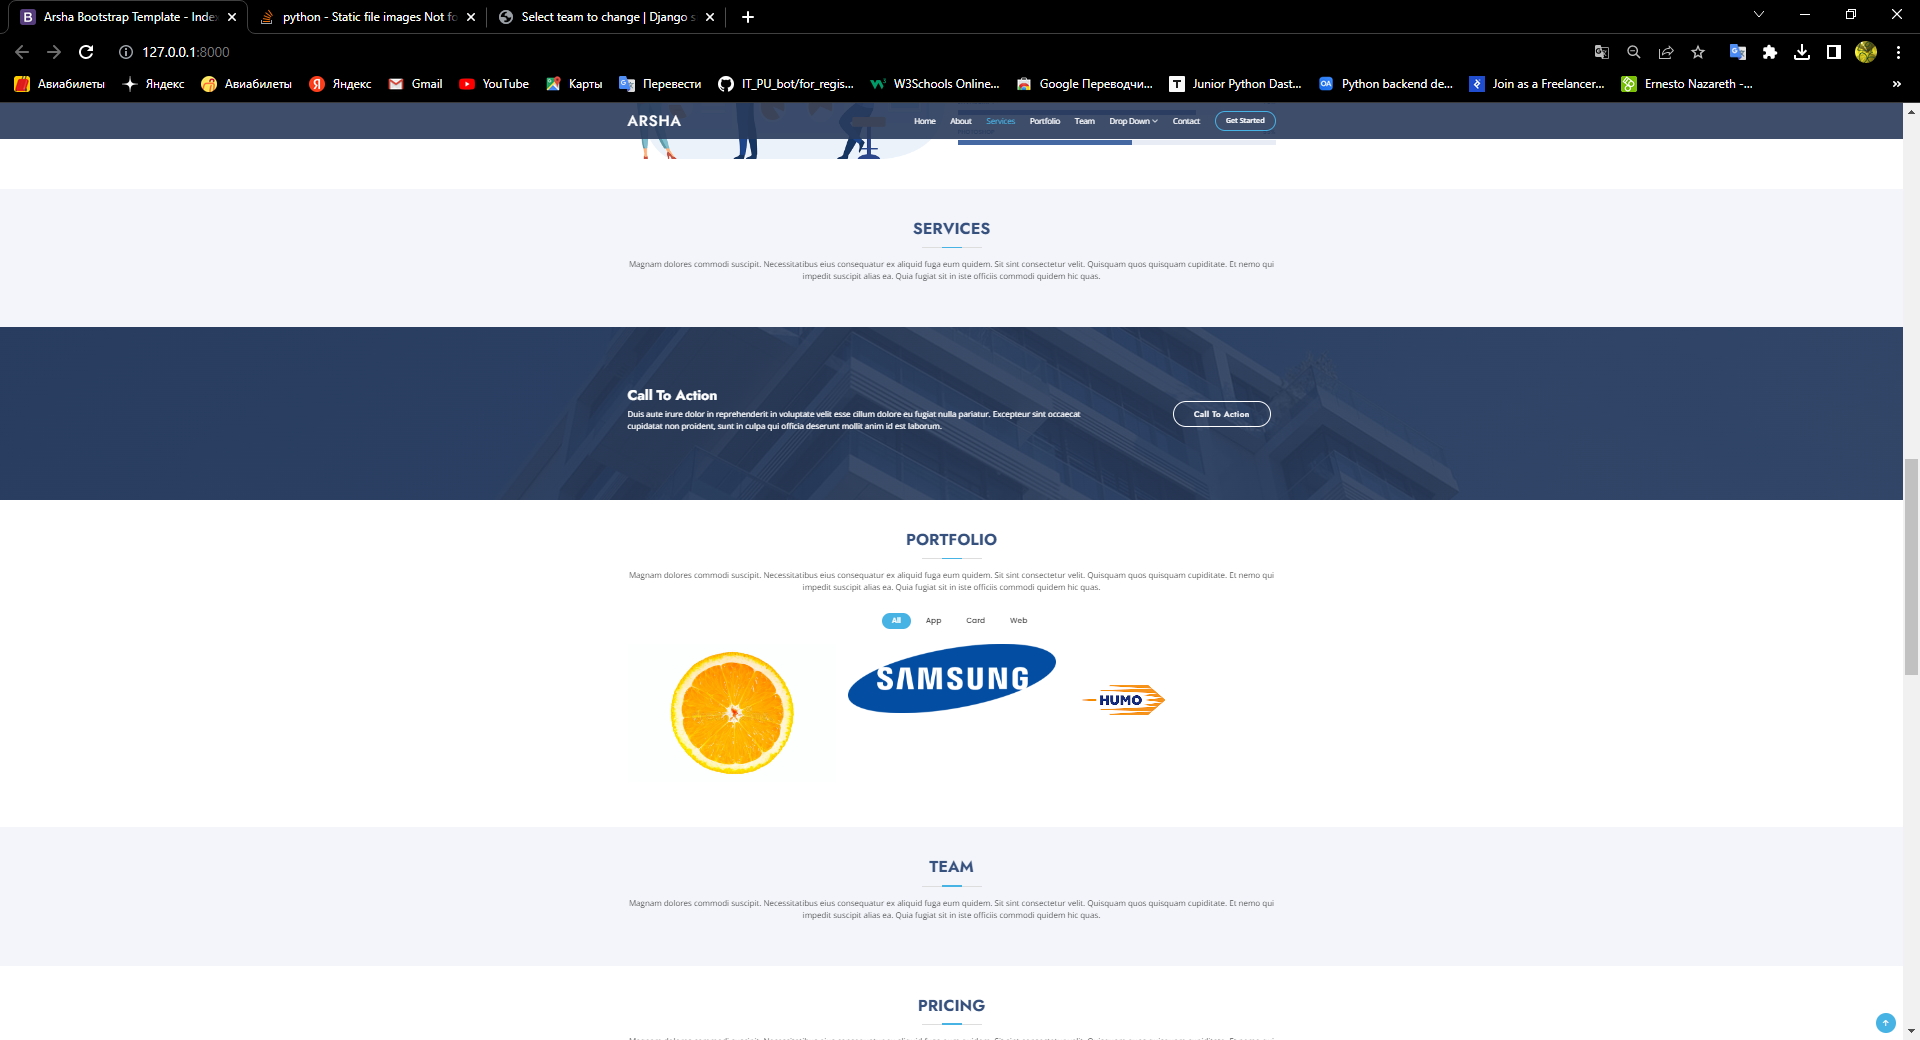 Arsha Bootstrap Template - Inde
python - Static file images Not fo
Select team to change | Django s
127.0.0.1:8000
Авиабилеты
Яндекс
Авиабилеты
Яндекс
Gmail
YouTube
Карты
Перевести
IT_PU_bot/for_regis...
W3Schools Online...
Google Переводчи...
Junior Python Dast...
Python backend de...
Join as a Freelancer...
Ernesto Nazareth -...
»
ARSHA
Home About Services Portfolio Team Drop Down Contact Get Started
SERVICES
Magnam dolores commodi suscipit. Necessitatibus eius consequatur ex aliquid fuga eum quidem. Sit sint consectetur velit. Quisquam quos quisquam cupiditate. Et nemo qui
impedit suscipit alias ea. Quia fugiat sit in iste officiis commodi quidem hic quas.
Call To Action
Duis aute irure dolor in reprehenderit in voluptate velit esse cillum dolore eu fugiat nulla pariatur. Excepteur sint occaecat
cupidatat non proident, sunt in culpa qui officia deserunt mollit anim id est laborum.
Call To Action
PORTFOLIO
Magnam dolores commodi suscipit. Necessitatibus eius consequatur ex aliquid fuga eum quidem. Sit sint consectetur velit. Quisquam quos quisquam cupiditate. Et nemo qui
impedit suscipit alias ea. Quia fugiat sit in iste officiis commodi quidem hic quas.
All App Card Web
SAMSUNG
HUMO
TEAM
Magnam dolores commodi suscipit. Necessitatibus eius consequatur ex aliquid fuga eum quidem. Sit sint consectetur velit. Quisquam quos quisquam cupiditate. Et nemo qui
impedit suscipit alias ea. Quia fugiat sit in iste officiis commodi quidem hic quas.
PRICING